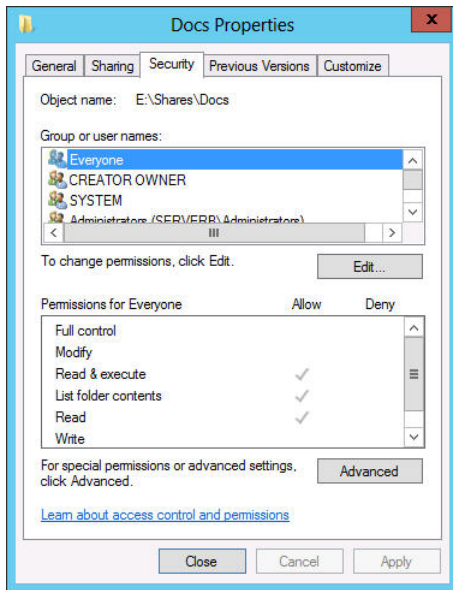 Docs Properties
x
General Sharing Security Previous Versions Customize
Object name: E:\Shares\Docs
Group or user names:
Everyone
CREATOR OWNER
SYSTEM
Administrators (SERVERB\Administrators)
To change permissions, click Edit.
Edit...
Permissions for Everyone Allow Deny
Full control
Modify
Read & execute
List folder contents
Read
Write
For special permissions or advanced settings,
click Advanced.
Advanced
Learn about access control and permissions
Close Cancel Apply